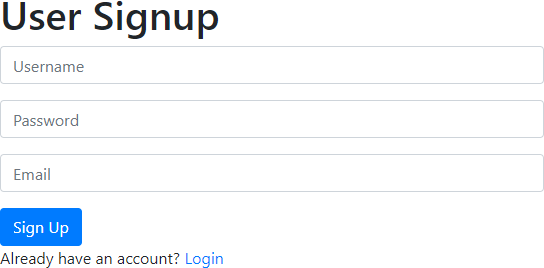 User Signup
Username
Password
Email
Sign Up
Already have an account? Login